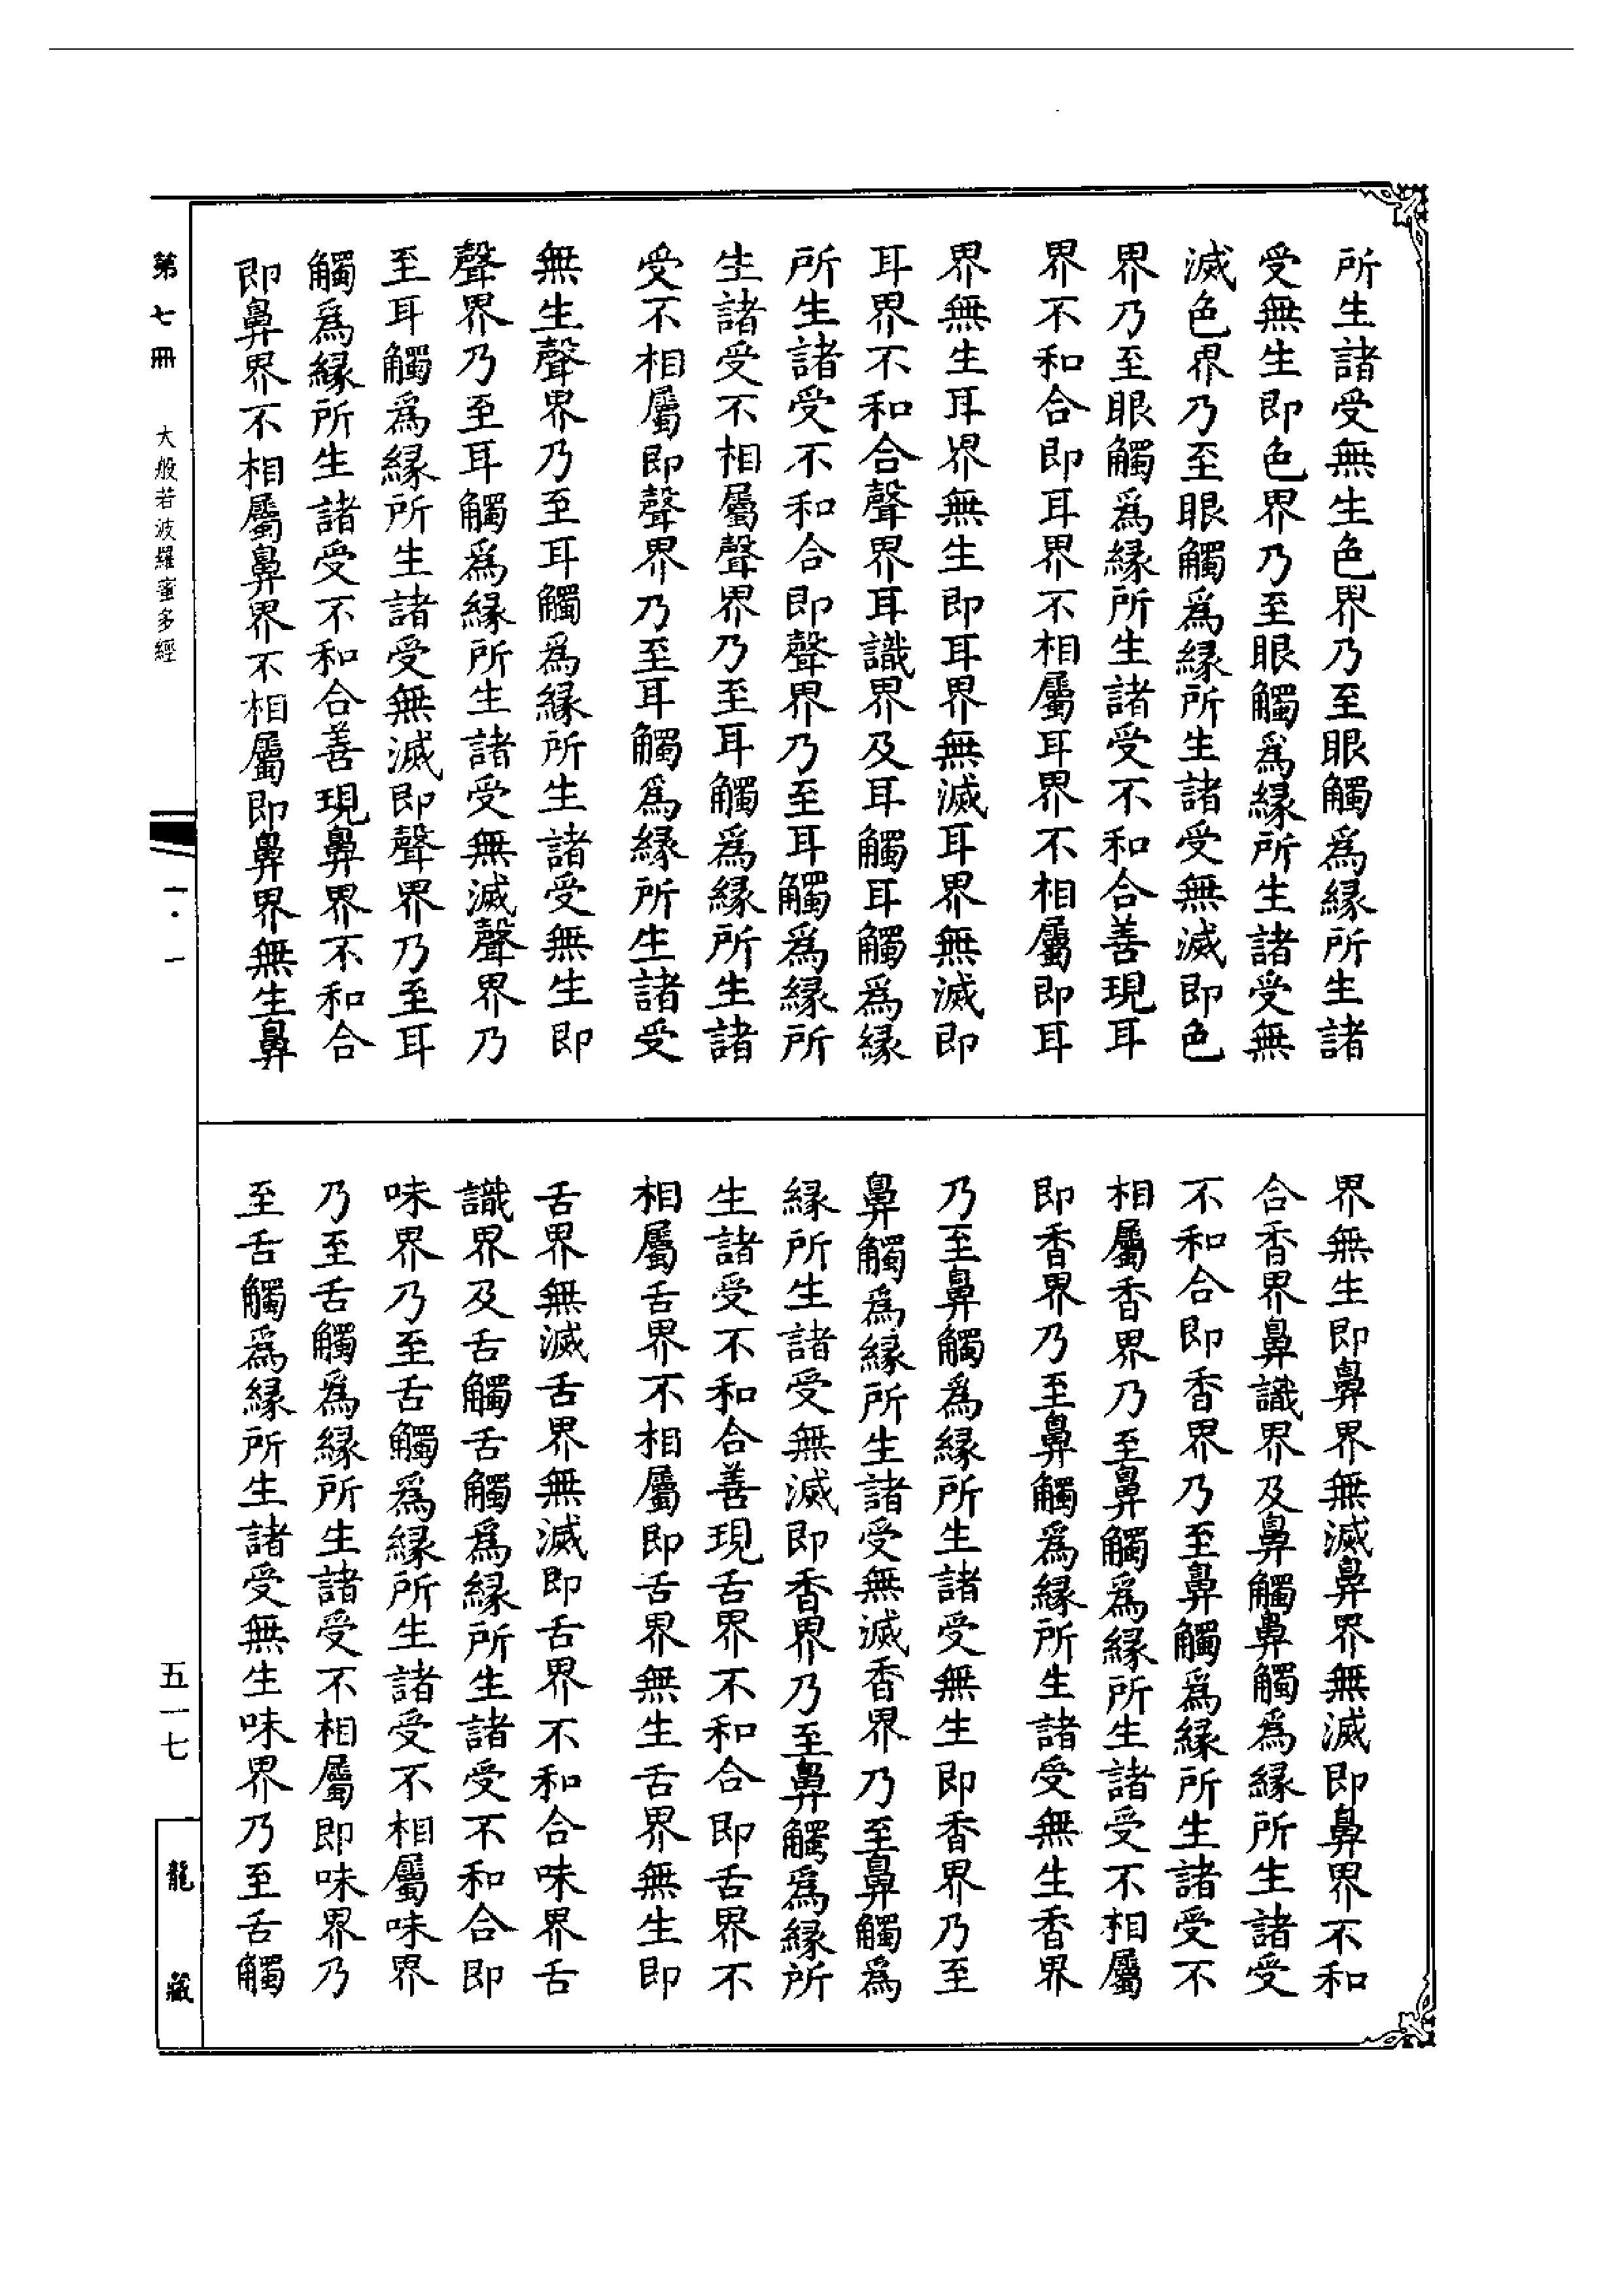 所生諸受無生色界乃至眼觸為緣所生諸
受無生即色界乃至眼觸為緣所生諸受無
滅色界乃至眼觸為緣所生諸受無滅即色
界乃至眼觸為緣所生諸受不和合善現耳
界不和合即耳界不相屬耳界不相屬即耳
界無生耳界無生即耳界無滅耳界無滅即
耳界不和合聲界耳識界及耳觸耳觸為緣
所生諸受不和合即聲界乃至耳觸為緣所
生諸受不相屬聲界乃至耳觸為緣所生諸
受不相屬即聲界乃至耳觸為緣所生諸受
無生聲界乃至耳觸為緣所生諸受無生即
聲界乃至耳觸為緣所生諸受無滅聲界乃
至耳觸為緣所生諸受無滅即聲界乃至耳
觸為緣所生諸受不和合善現鼻界不和合
即鼻界不相屬鼻界不相屬即鼻界無生鼻
界無生即鼻界無滅鼻界無滅即鼻界不和
合香界鼻識界及鼻觸鼻觸為緣所生諸受
不和合即香界乃至鼻觸為緣所生諸受不
相屬香界乃至鼻觸為緣所生諸受不相屬
即香界乃至鼻觸為緣所生諸受無生香界
乃至鼻觸為緣所生諸受無生即香界乃至
鼻觸為緣所生諸受無滅香界乃至鼻觸為
緣所生諸受無滅即香界乃至鼻觸為緣所
生諸受不和合善現舌界不和合即舌界不
相屬舌界不相屬即舌界無生舌界無生即
舌界無滅舌界無滅即舌界不和合味界舌
識界及舌觸舌觸為緣所生諸受不和合即
味界乃至舌觸為緣所生諸受不相屬味界
乃至舌觸為緣所生諸受不相屬即味界乃
至舌觸為緣所生諸受無生味界乃至舌觸
第七冊
大般若波羅蜜多經
一·一
五一七
龍藏